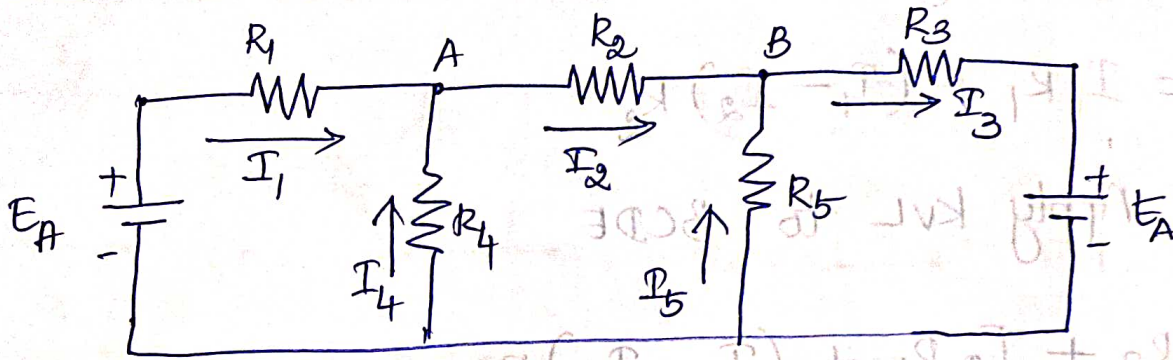 R1 A R2 B R3
I1 I2 I3
+ +
EA R4 R5 EA
- -
I4 I5